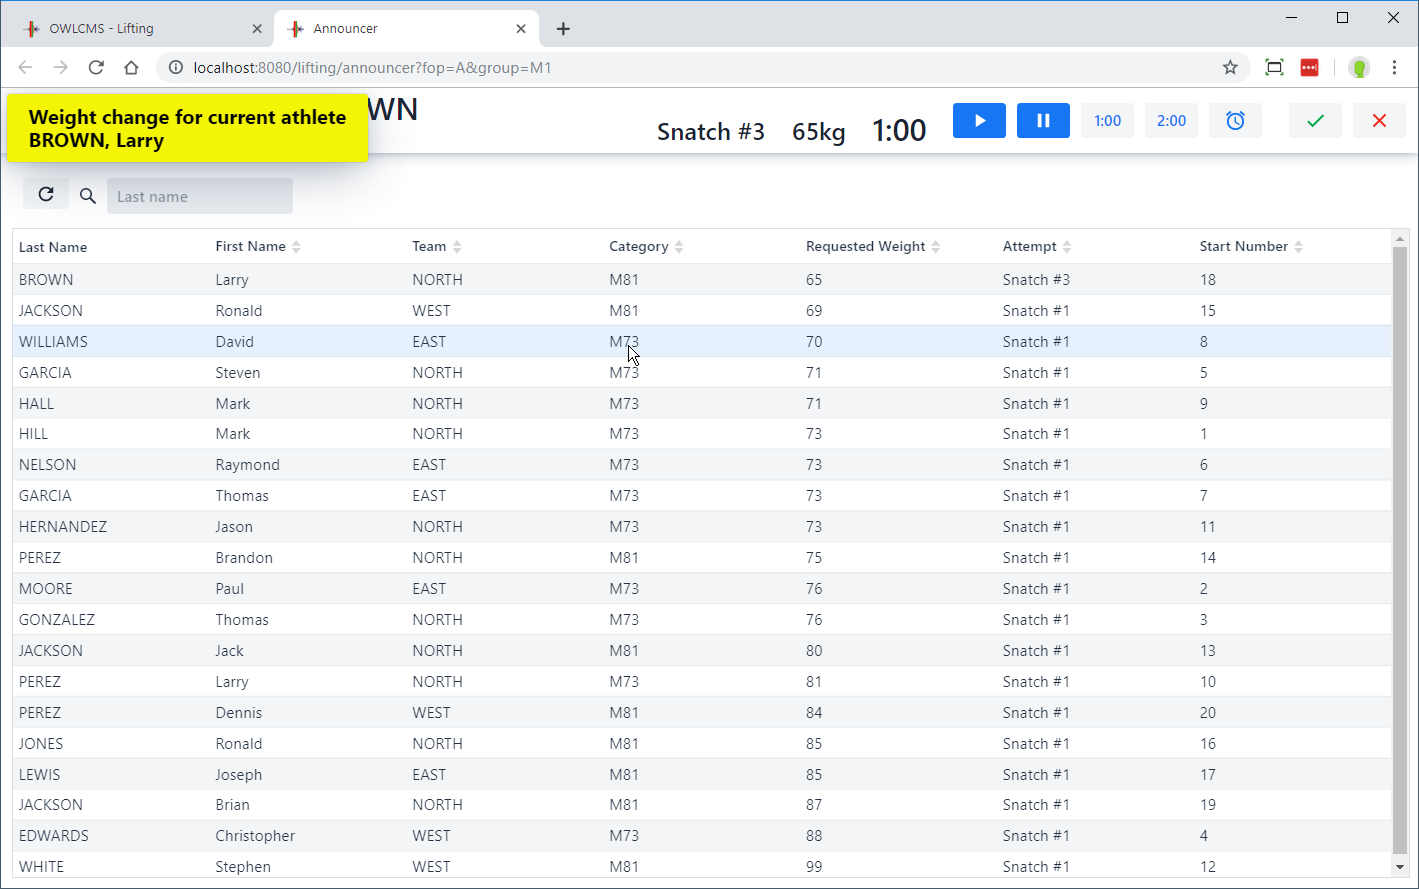 OWLCMS - Lifting
Announcer
localhost:8080/lifting/announcer?fop=A&group=M1
Weight change for current athlete
BROWN, Larry
WN
Snatch #3 65kg 1:00 1:00 2:00
Last name
Last Name First Name Team Category Requested Weight Attempt Start Number
BROWN Larry NORTH M81 65 Snatch #3 18
JACKSON Ronald WEST M81 69 Snatch #1 15
WILLIAMS David EAST M73 70 Snatch #1 8
GARCIA Steven NORTH M73 71 Snatch #1 5
HALL Mark NORTH M73 71 Snatch #1 9
HILL Mark NORTH M73 73 Snatch #1 1
NELSON Raymond EAST M73 73 Snatch #1 6
GARCIA Thomas EAST M73 73 Snatch #1 7
HERNANDEZ Jason NORTH M73 73 Snatch #1 11
PEREZ Brandon NORTH M81 75 Snatch #1 14
MOORE Paul EAST M73 76 Snatch #1 2
GONZALEZ Thomas NORTH M73 76 Snatch #1 3
JACKSON Jack NORTH M81 80 Snatch #1 13
PEREZ Larry NORTH M73 81 Snatch #1 10
PEREZ Dennis WEST M81 84 Snatch #1 20
JONES Ronald NORTH M81 85 Snatch #1 16
LEWIS Joseph EAST M81 85 Snatch #1 17
JACKSON Brian NORTH M81 87 Snatch #1 19
EDWARDS Christopher WEST M73 88 Snatch #1 4
WHITE Stephen WEST M81 99 Snatch #1 12